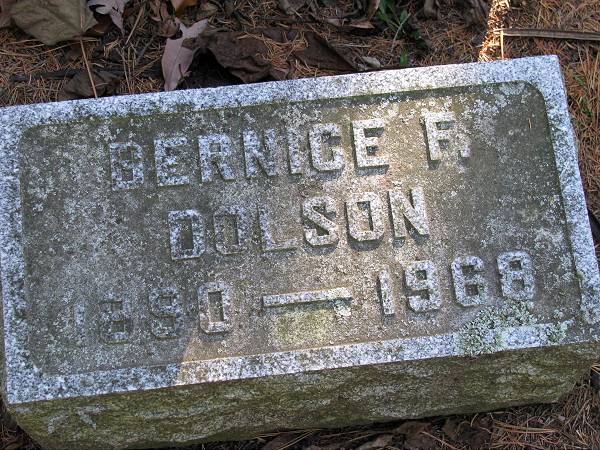 BERNICE F.
DOLSON
1890 — 1968